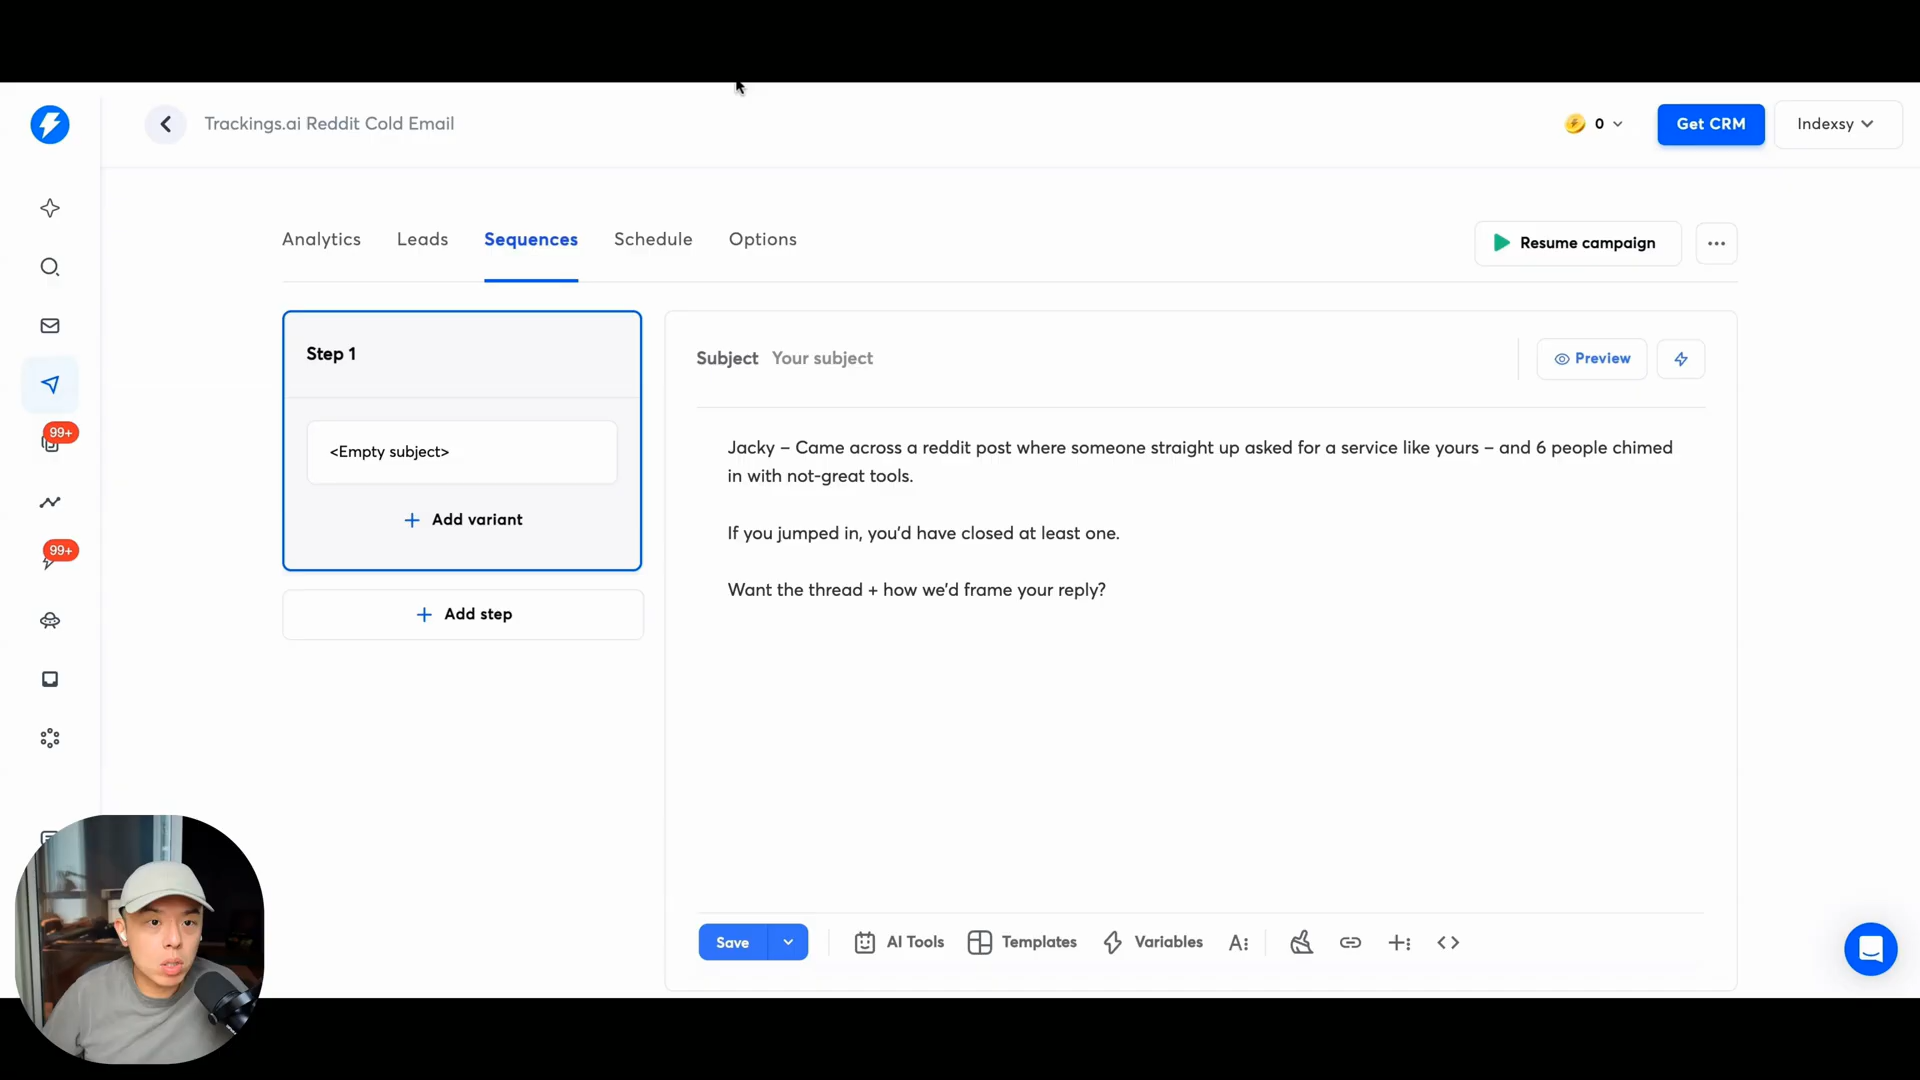 Trackings.ai Reddit Cold Email
0
Get CRM
Indexsy
Analytics
Leads
Sequences
Schedule
Options
Resume campaign
Step 1
Subject
Your subject
Preview
<Empty subject>
Jacky – Came across a reddit post where someone straight up asked for a service like yours – and 6 people chimed
in with not-great tools.
99+
Add variant
If you jumped in, you'd have closed at least one.
99+
Want the thread + how we'd frame your reply?
Add step
Save
AI Tools
Templates
Variables